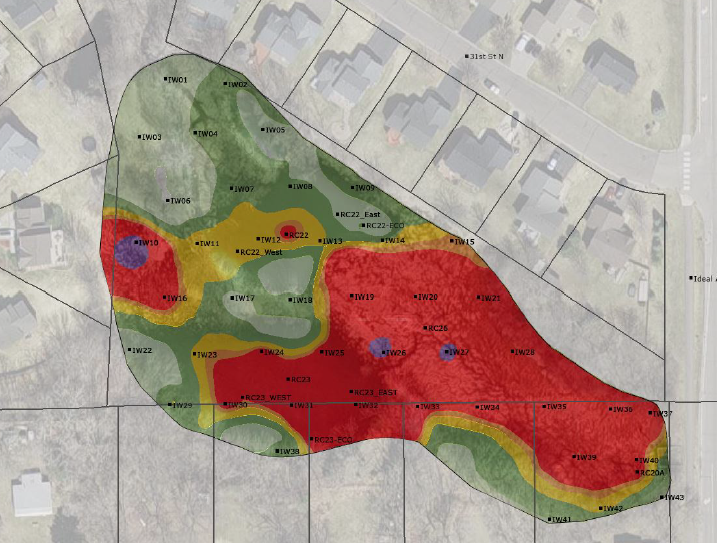 31st St N
IW01
IW02
IW05
IW03
IW04
IW07
IW08
IW09
IW06
RC22_East
RC22-ECO
RC22
IW10
IW11
IW12
IW13
IW14
IW15
RC22_West
Ideal A
IW16
IW17
IW18
IW19
IW20
IW21
RC26
IW22
IW23
IW24
IW25
IW26
IW27
IW28
RC23
RC23_WEST
RC23_EAST
IW29
IW30
IW31
IW32
IW33
IW34
IW35
IW36
IW37
RC23-ECO
IW38
IW39
IW40
RC20A
IW43
IW42
IW41